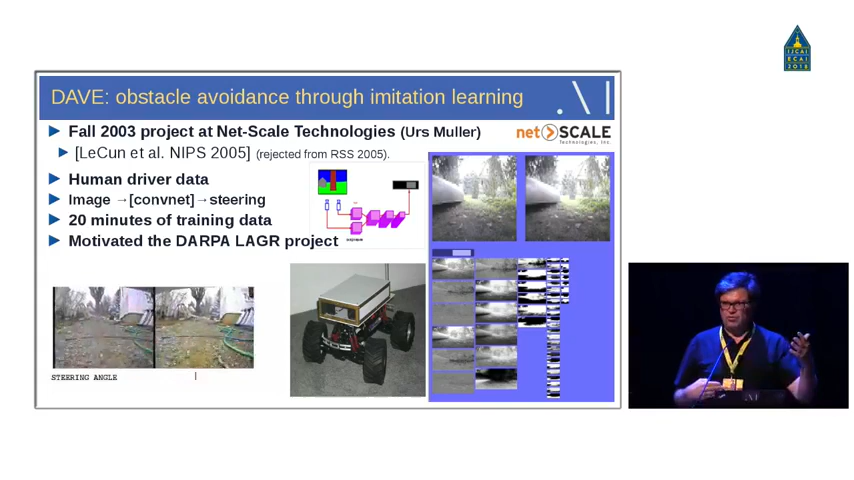 IJCAI
ECAI
2018
DAVE: obstacle avoidance through imitation learning
Fall 2003 project at Net-Scale Technologies (Urs Muller)
[LeCun et al. NIPS 2005] (rejected from RSS 2005).
Human driver data
Image →[convnet]→steering
20 minutes of training data
Motivated the DARPA LAGR project
net SCALE
Technologies, Inc.
STEERING ANGLE